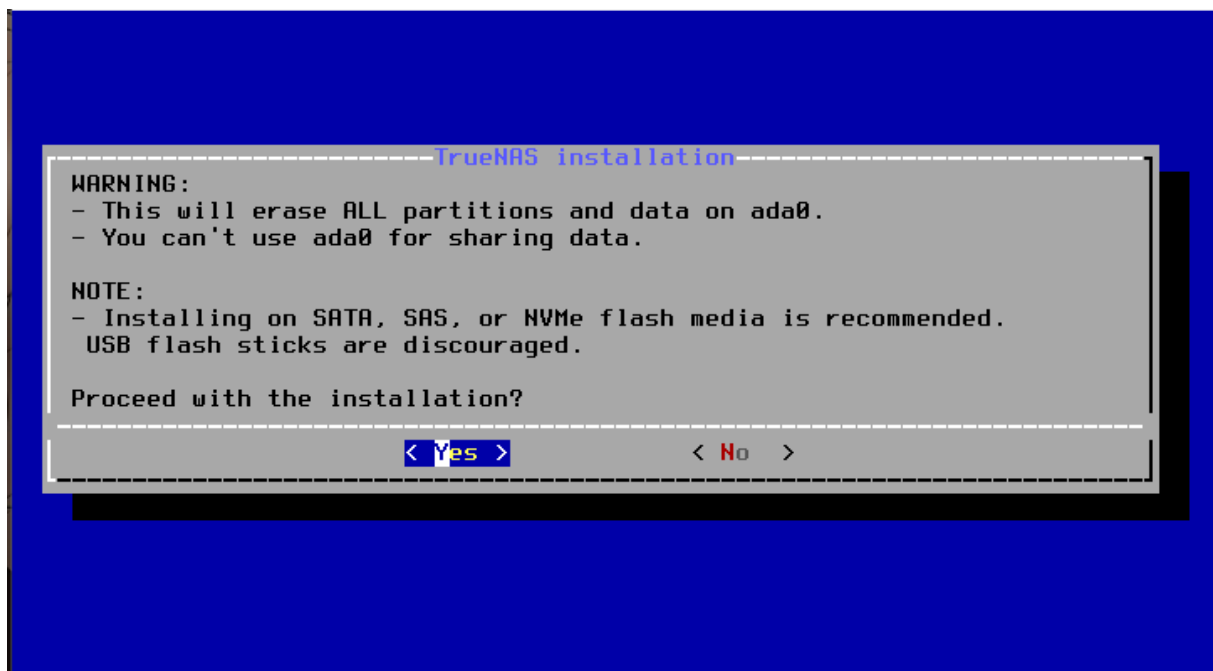 TrueNAS installation
WARNING:
- This will erase ALL partitions and data on ada0.
- You can't use ada0 for sharing data.
NOTE:
- Installing on SATA, SAS, or NVMe flash media is recommended.
USB flash sticks are discouraged.
Proceed with the installation?
< Yes > < No >